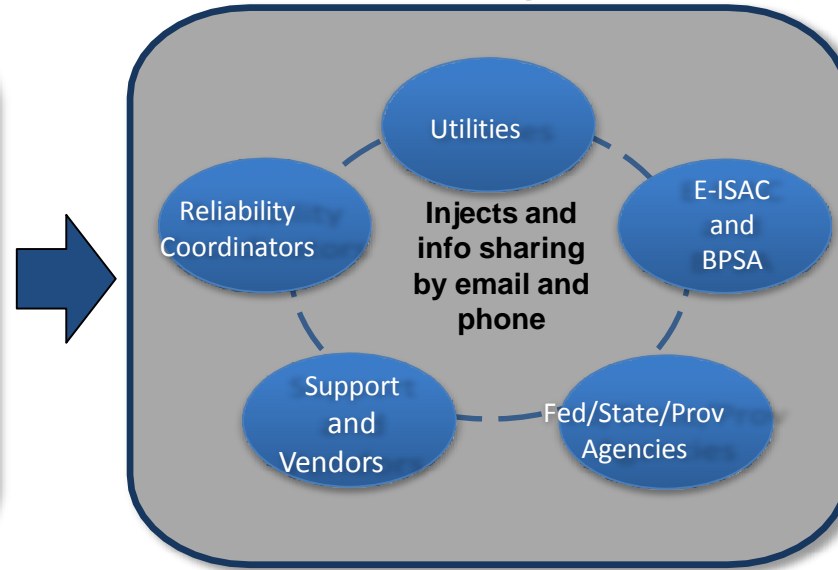 Utilities
E-ISAC
and
BPSA
Reliability
Coordinators
Injects and
info sharing
by email and
phone
Support
and
Vendors
Fed/State/Prov
Agencies